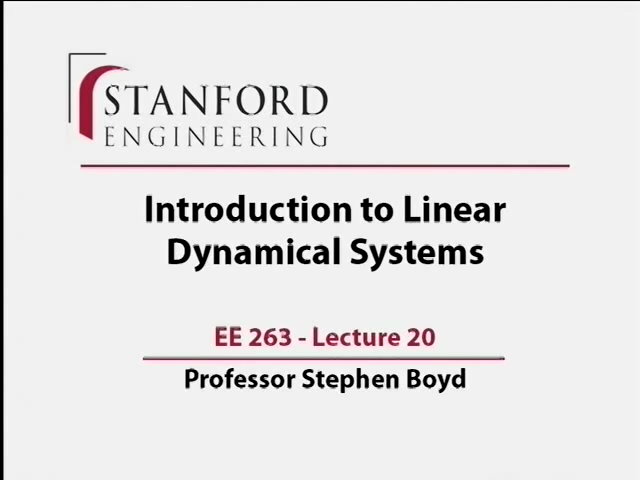 STANFORD
ENGINEERING
Introduction to Linear
Dynamical Systems
EE 263 - Lecture 20
Professor Stephen Boyd